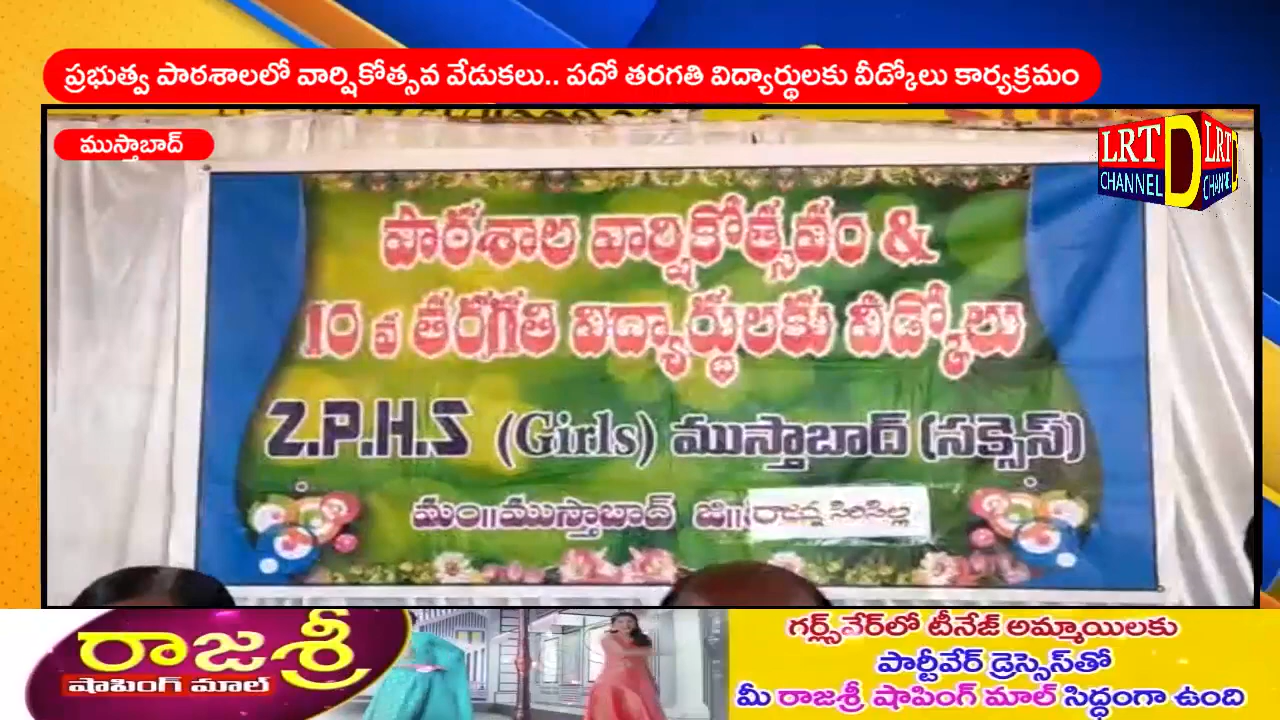 ప్రభుత్వ పాఠశాలలో వార్షికోత్సవ వేడుకలు.. పదో తరగతి విద్యార్థులకు వీడ్కోలు కార్యక్రమం
ముస్తాబాద్
LRT CHANNEL D LRT CHANNEL
పాఠశాల వార్షికోత్సవం &
10 వ తరగతి విద్యార్థులకు వీడ్కోలు
Z.P.H.S (Girls) ముస్తాబాద్ (సక్సెస్)
మం||ముస్తాబాద్ జి||రాజన్న సిరిసిల్ల
రాజశ్రీ
షాపింగ్ మాల్
గర్ల్స్‌వేర్‌లో టీనేజ్ అమ్మాయిలకు
పార్టీవేర్ డ్రెస్సెస్‌తో
మీ రాజశ్రీ షాపింగ్ మాల్ సిద్ధంగా ఉంది